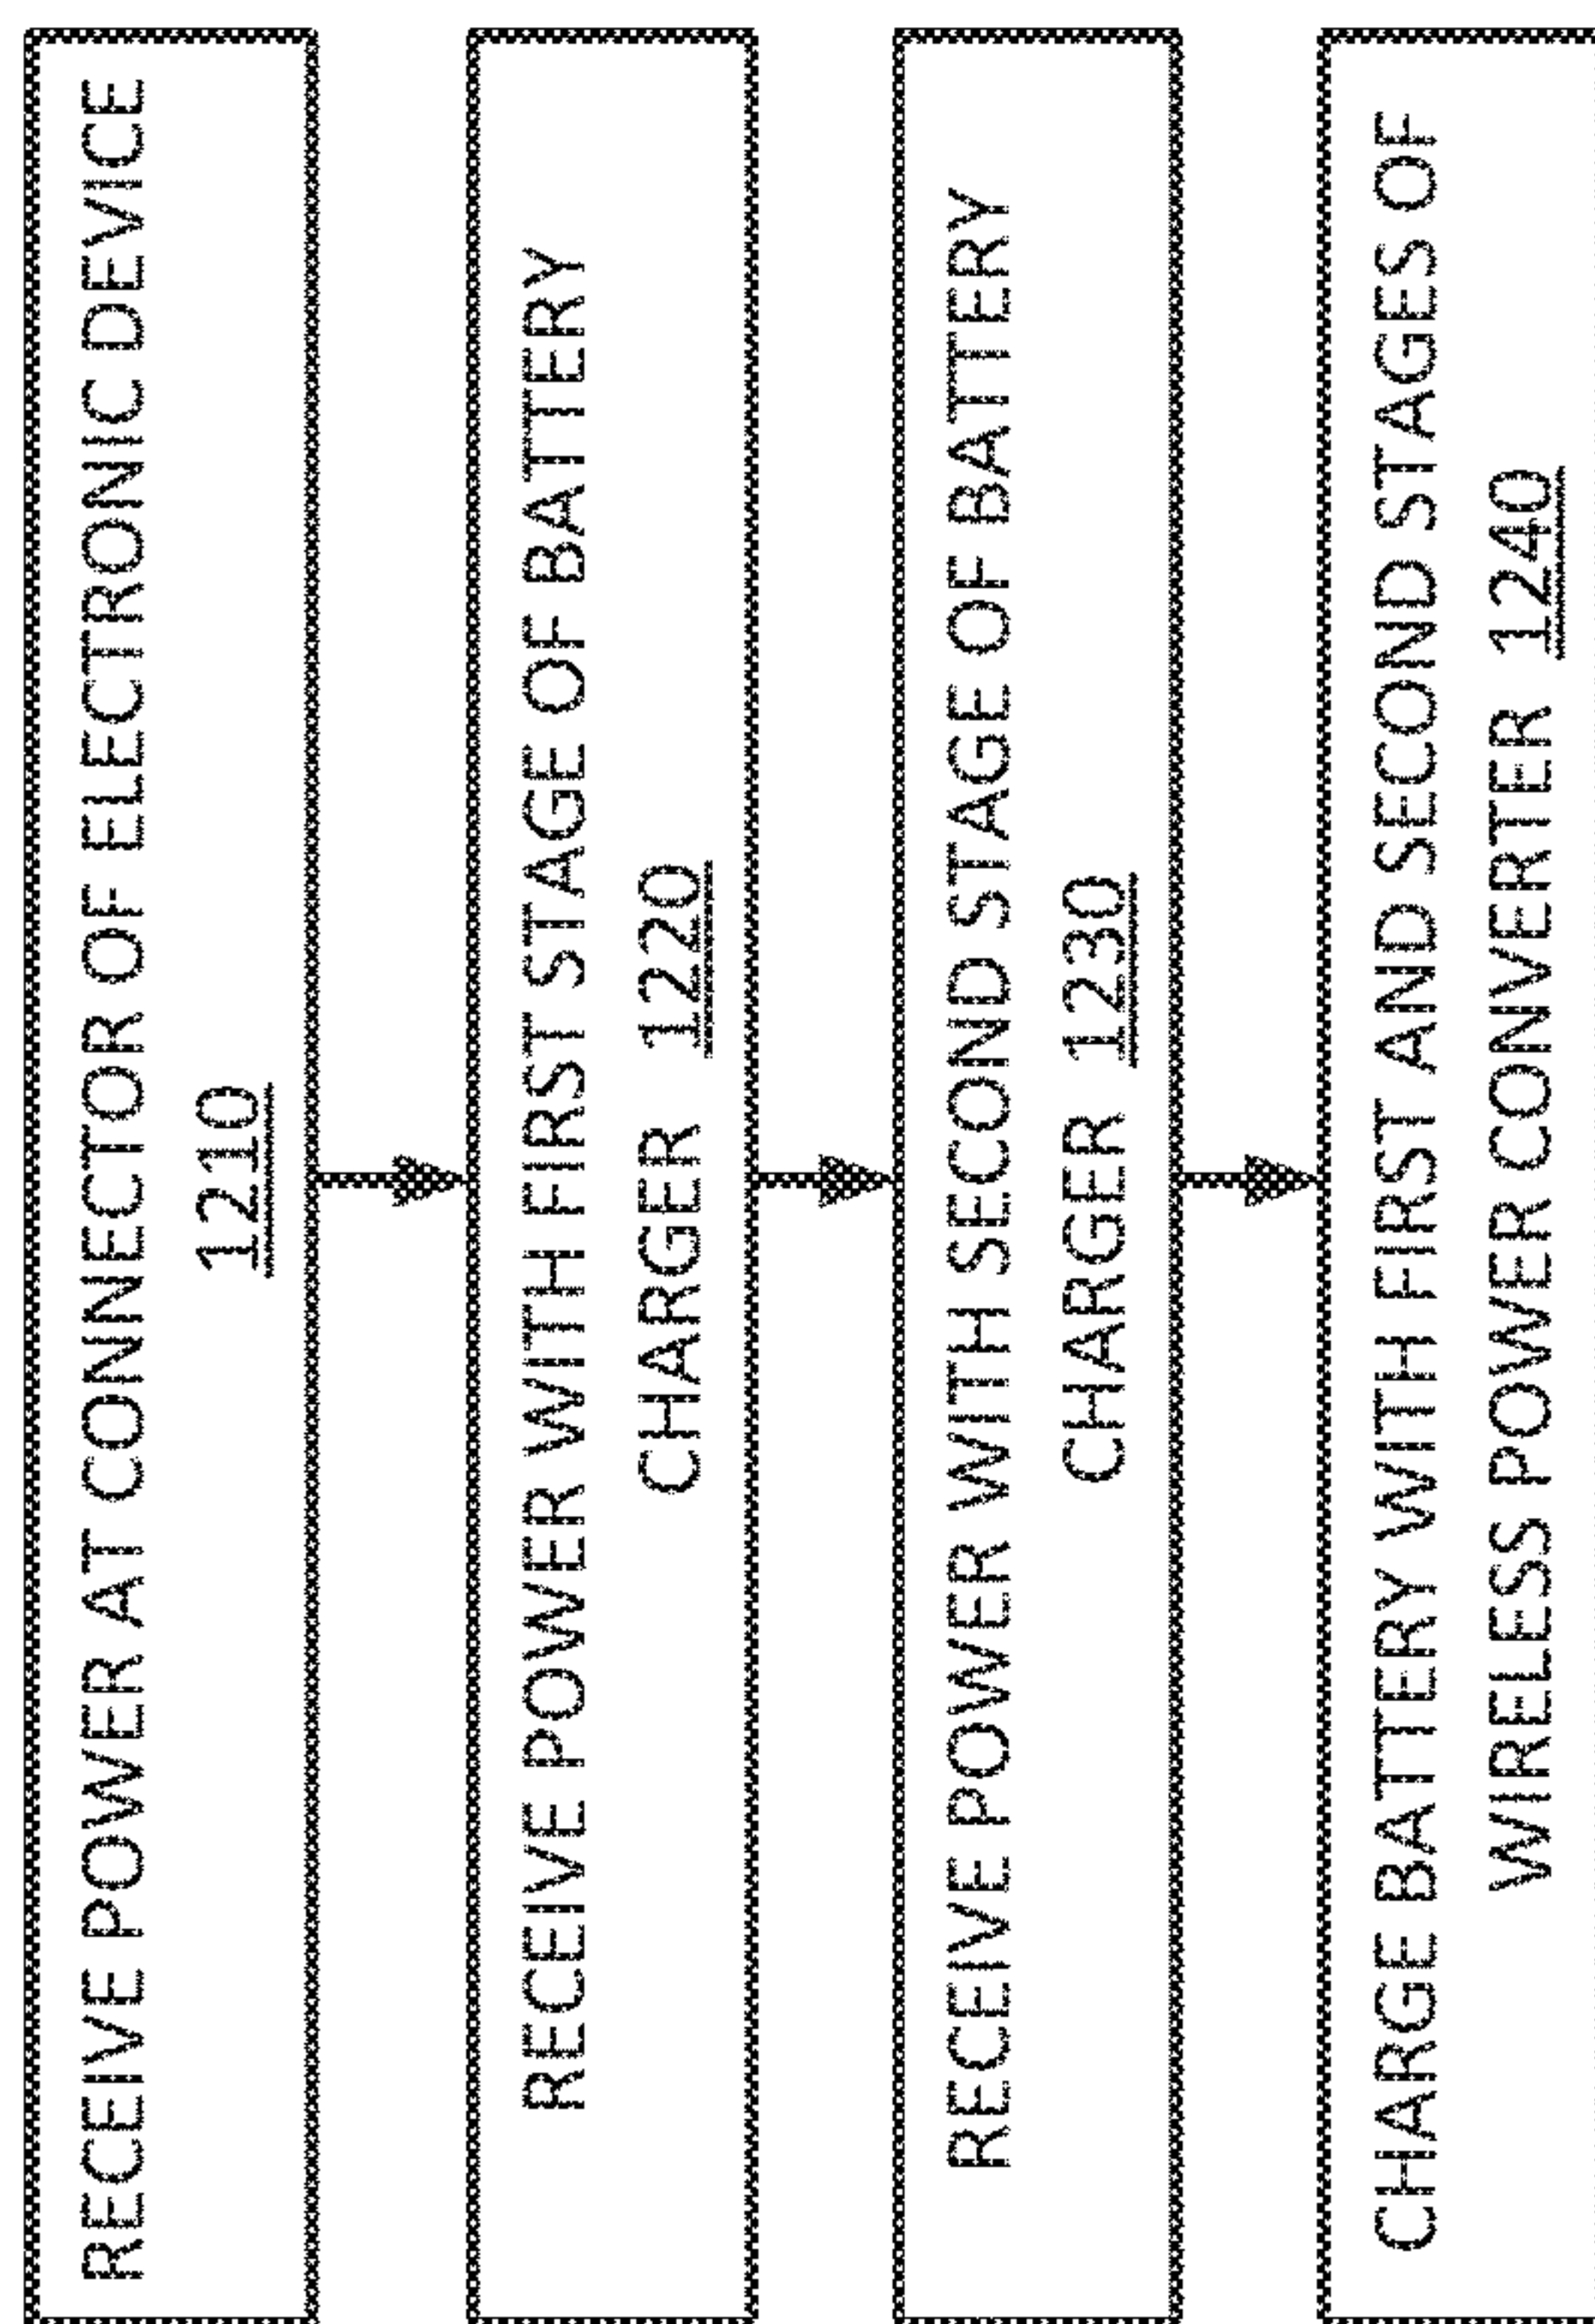 RECEIVE POWER AT CONNECTOR OF ELECTRONIC DEVICE
1210
RECEIVE POWER WITH FIRST STAGE OF BATTERY
CHARGER 1220
RECEIVE POWER WITH SECOND STAGE OF BATTERY
CHARGER 1230
CHARGE BATTERY WITH FIRST AND SECOND STAGES OF
WIRELESS POWER CONVERTER 1240